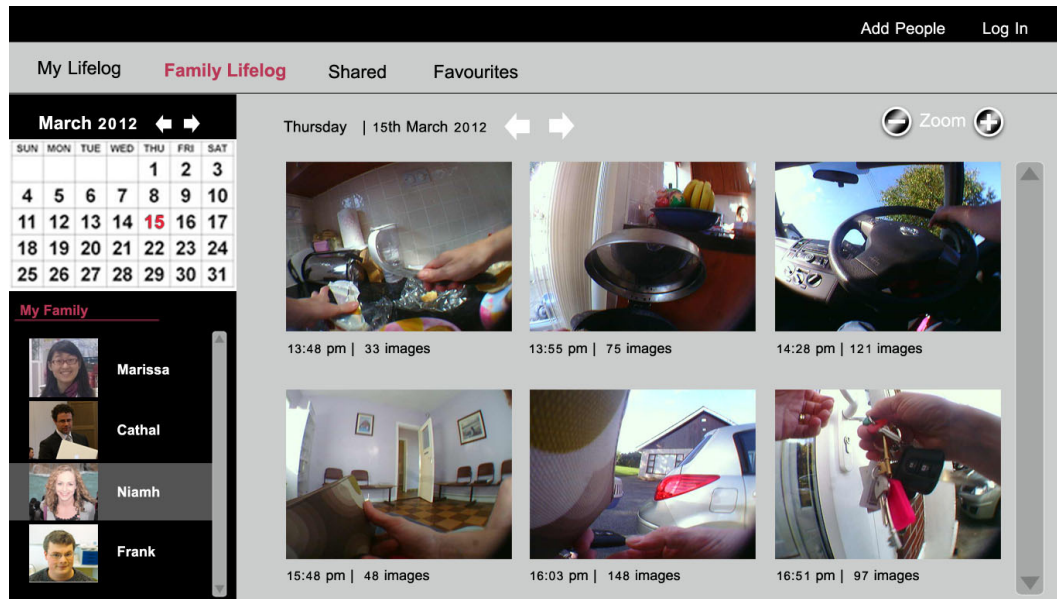 Add People Log In
My Lifelog Family Lifelog Shared Favourites
March 2012
SUN MON TUE WED THU FRI SAT
1 2 3
4 5 6 7 8 9 10
11 12 13 14 15 16 17
18 19 20 21 22 23 24
25 26 27 28 29 30 31
My Family
Marissa
Cathal
Niamh
Frank
Thursday | 15th March 2012
Zoom
13:48 pm | 33 images
13:55 pm | 75 images
14:28 pm | 121 images
15:48 pm | 48 images
16:03 pm | 148 images
16:51 pm | 97 images